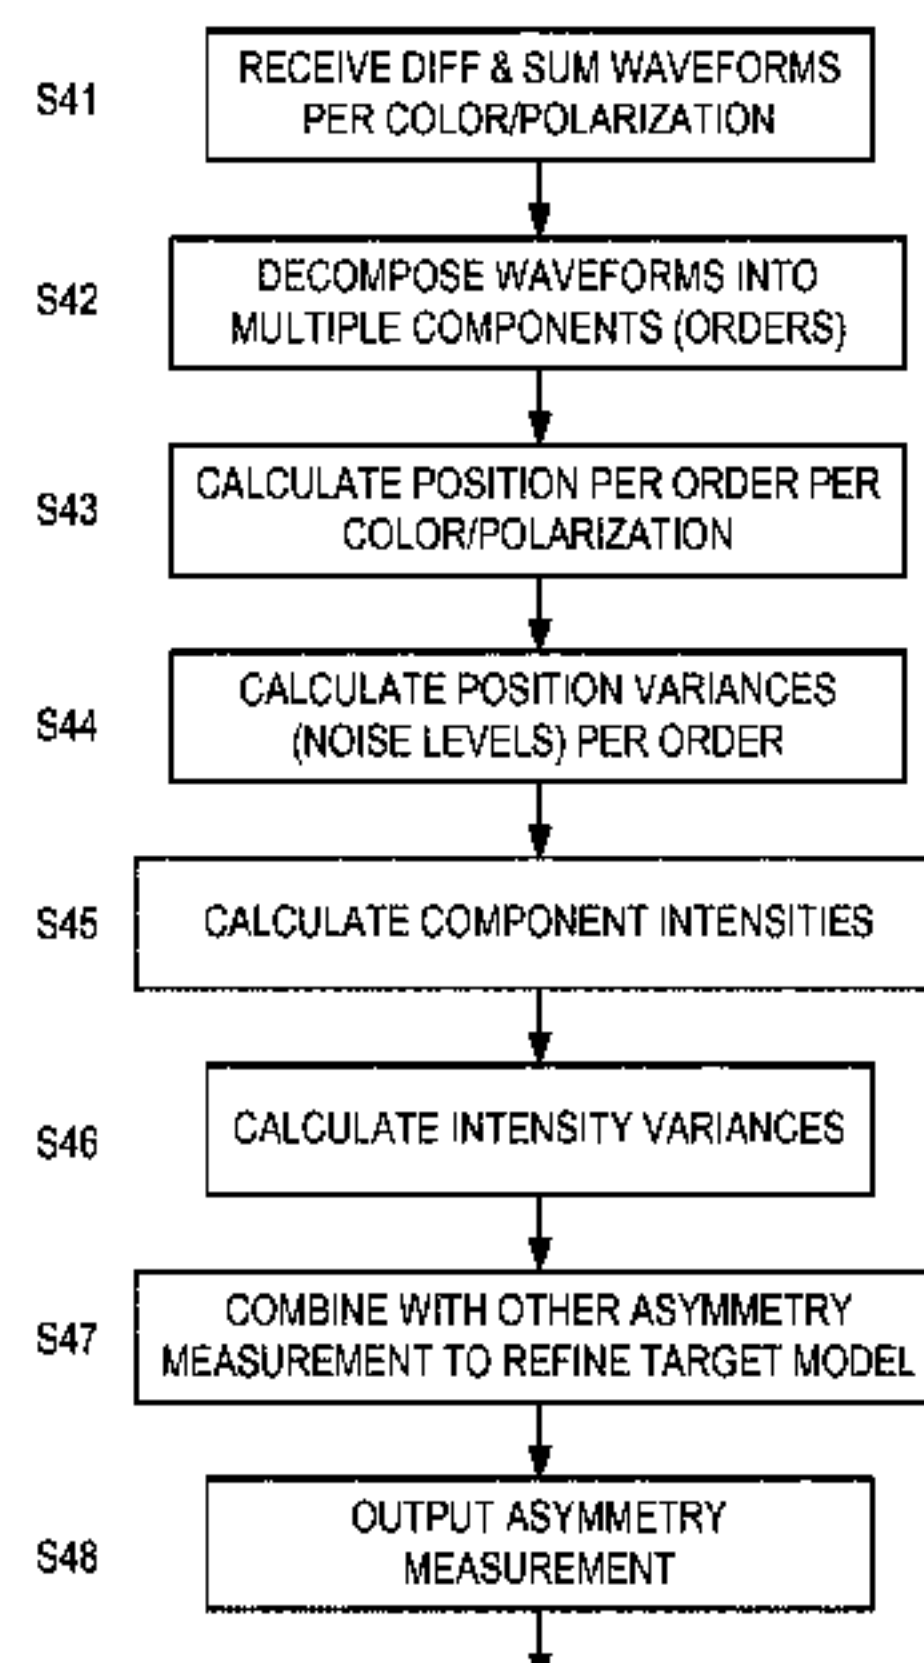 S41
RECEIVE DIFF & SUM WAVEFORMS
PER COLOR/POLARIZATION
S42
DECOMPOSE WAVEFORMS INTO
MULTIPLE COMPONENTS (ORDERS)
S43
CALCULATE POSITION PER ORDER PER
COLOR/POLARIZATION
S44
CALCULATE POSITION VARIANCES
(NOISE LEVELS) PER ORDER
S45
CALCULATE COMPONENT INTENSITIES
S46
CALCULATE INTENSITY VARIANCES
S47
COMBINE WITH OTHER ASYMMETRY
MEASUREMENT TO REFINE TARGET MODEL
S48
OUTPUT ASYMMETRY
MEASUREMENT